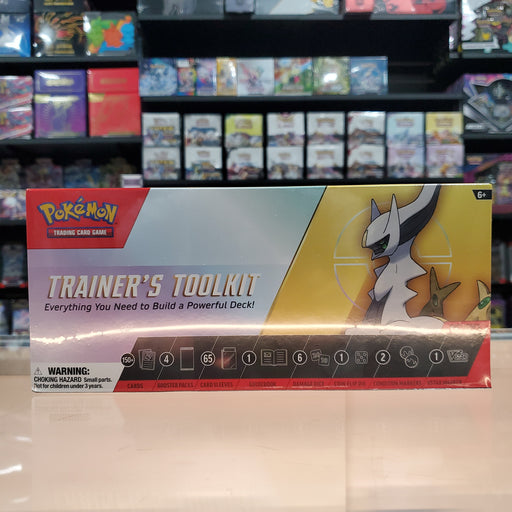 6+
POKéMON
TRADING CARD GAME
TRAINER'S TOOLKIT
Everything You Need to Build a Powerful Deck!
150+ 4 65 1 6 1 2 1
CARDS BOOSTER PACKS CARD SLEEVES GUIDEBOOK DAMAGE DICE COIN-FLIP DIE CONDITION MARKERS VSTAR MARKER
WARNING:
CHOKING HAZARD Small parts.
Not for children under 3 years.